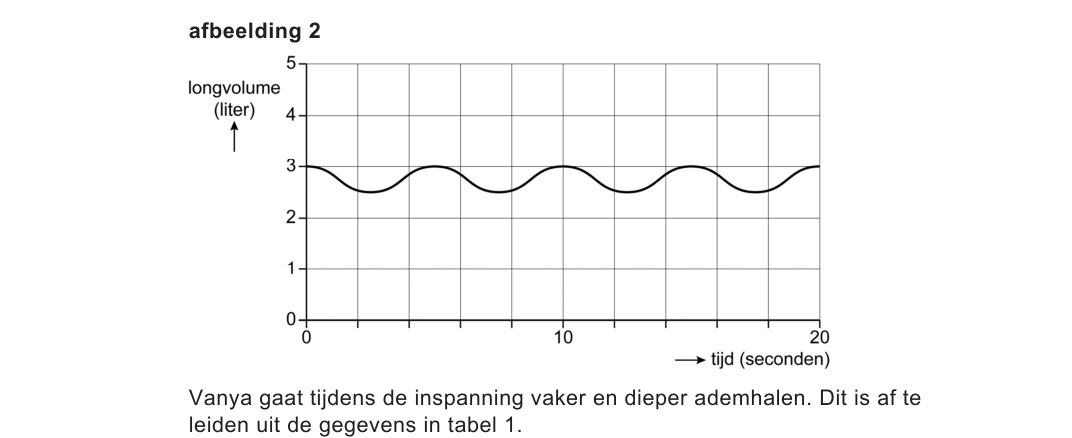 afbeelding 2
5
longvolume
(liter)
4
3
2
1
0
0 10 20
tijd (seconden)
Vanya gaat tijdens de inspanning vaker en dieper ademhalen. Dit is af te
leiden uit de gegevens in tabel 1.